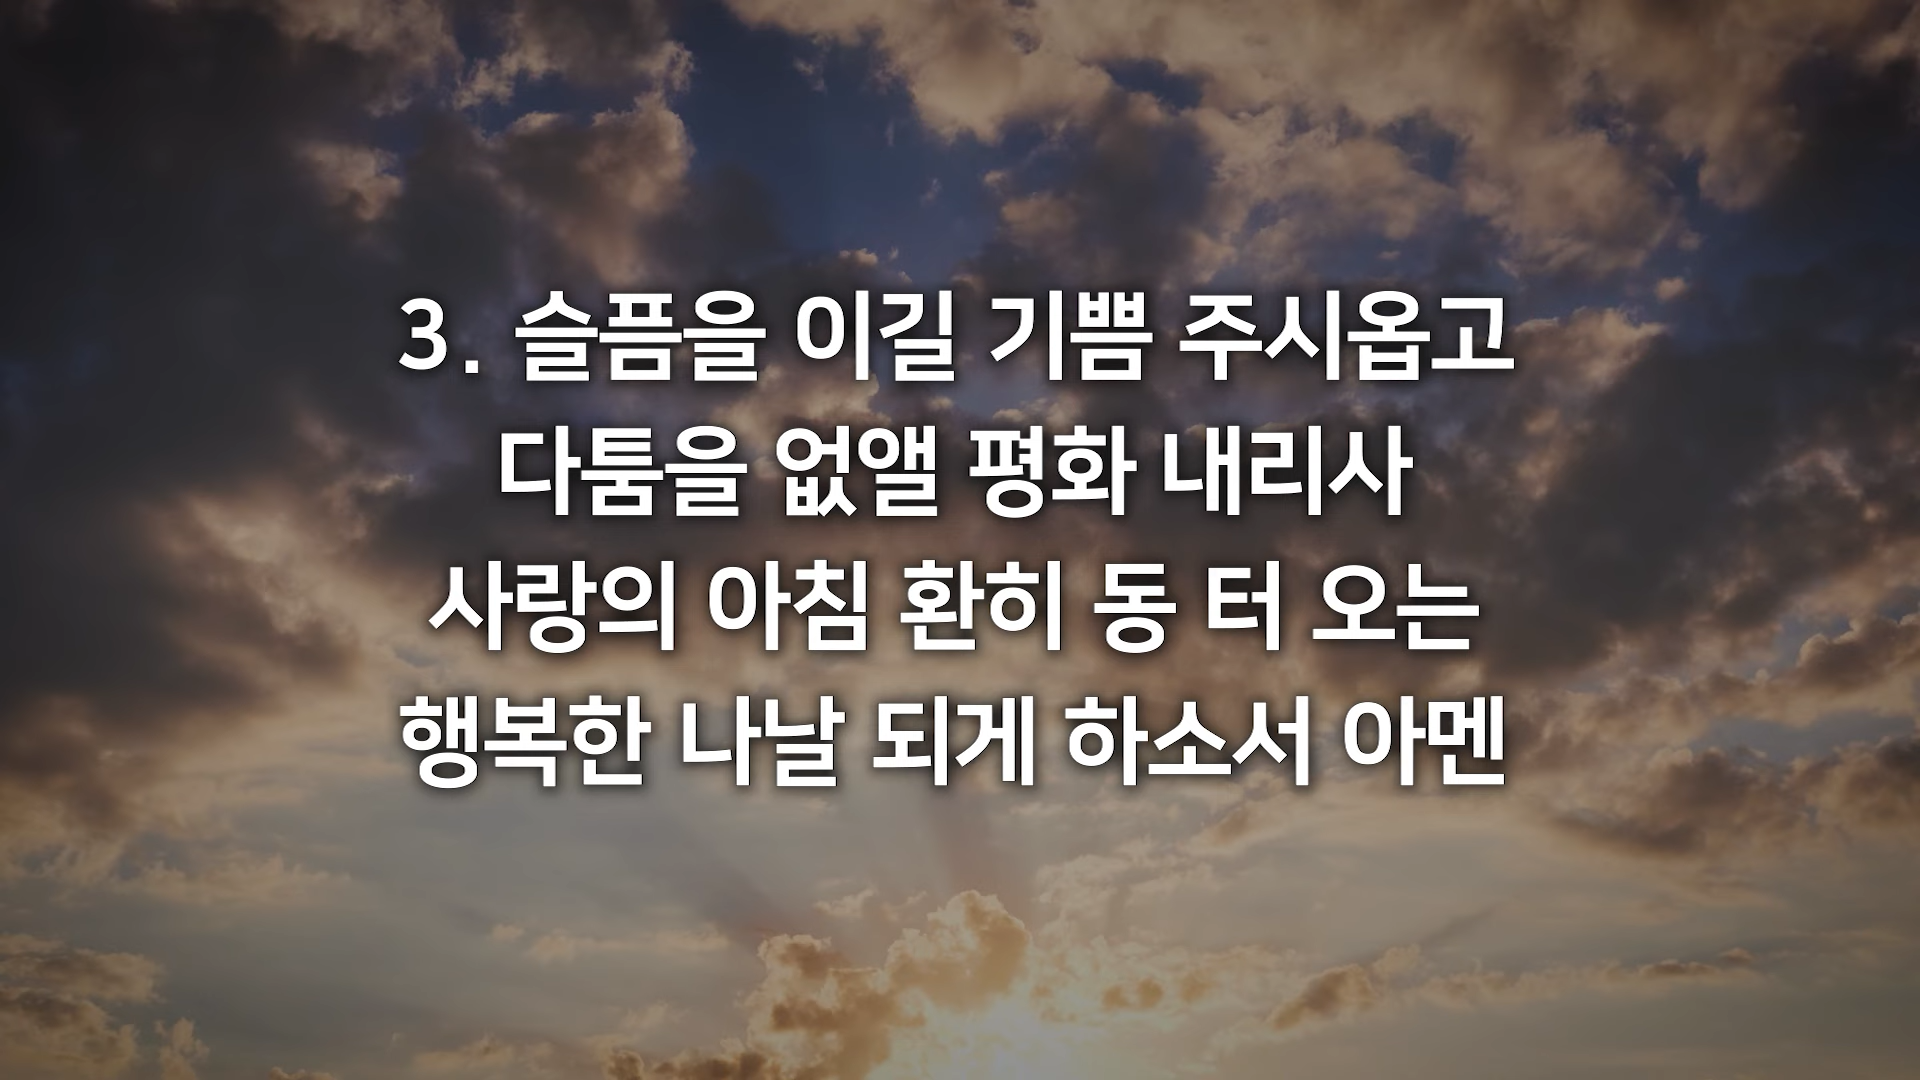 3. 슬픔을 이길 기쁨 주시옵고
다툼을 없앨 평화 내리사
사랑의 아침 환히 동 터 오는
행복한 나날 되게 하소서 아멘